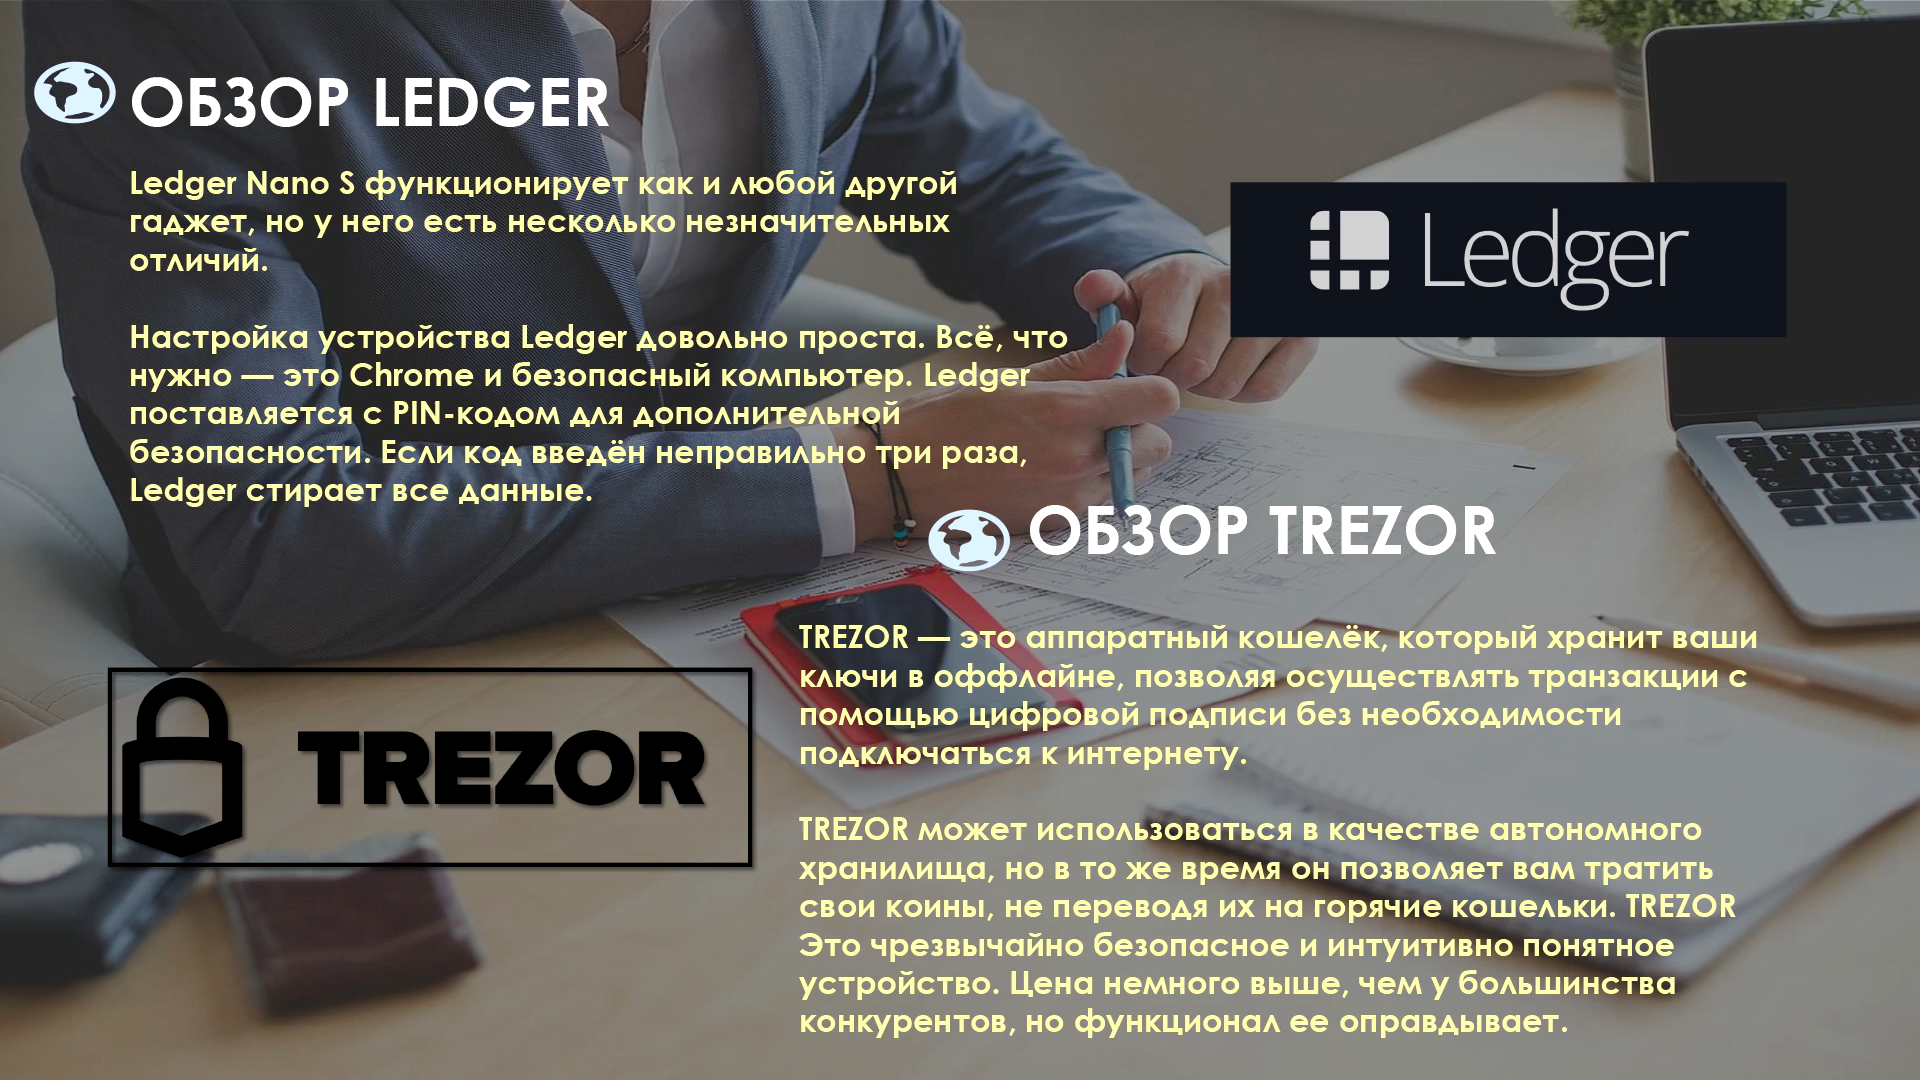 ОБЗОР LEDGER
Ledger Nano S функционирует как и любой другой
гаджет, но у него есть несколько незначительных
отличий.
Настройка устройства Ledger довольно проста. Всё, что
нужно — это Chrome и безопасный компьютер. Ledger
поставляется с PIN-кодом для дополнительной
безопасности. Если код введён неправильно три раза,
Ledger стирает все данные.
Ledger
ОБЗОР TREZOR
TREZOR — это аппаратный кошелёк, который хранит ваши
ключи в оффлайне, позволяя осуществлять транзакции с
помощью цифровой подписи без необходимости
подключаться к интернету.
TREZOR может использоваться в качестве автономного
хранилища, но в то же время он позволяет вам тратить
свои коины, не переводя их на горячие кошельки. TREZOR
Это чрезвычайно безопасное и интуитивно понятное
устройство. Цена немного выше, чем у большинства
конкурентов, но функционал ее оправдывает.
TREZOR